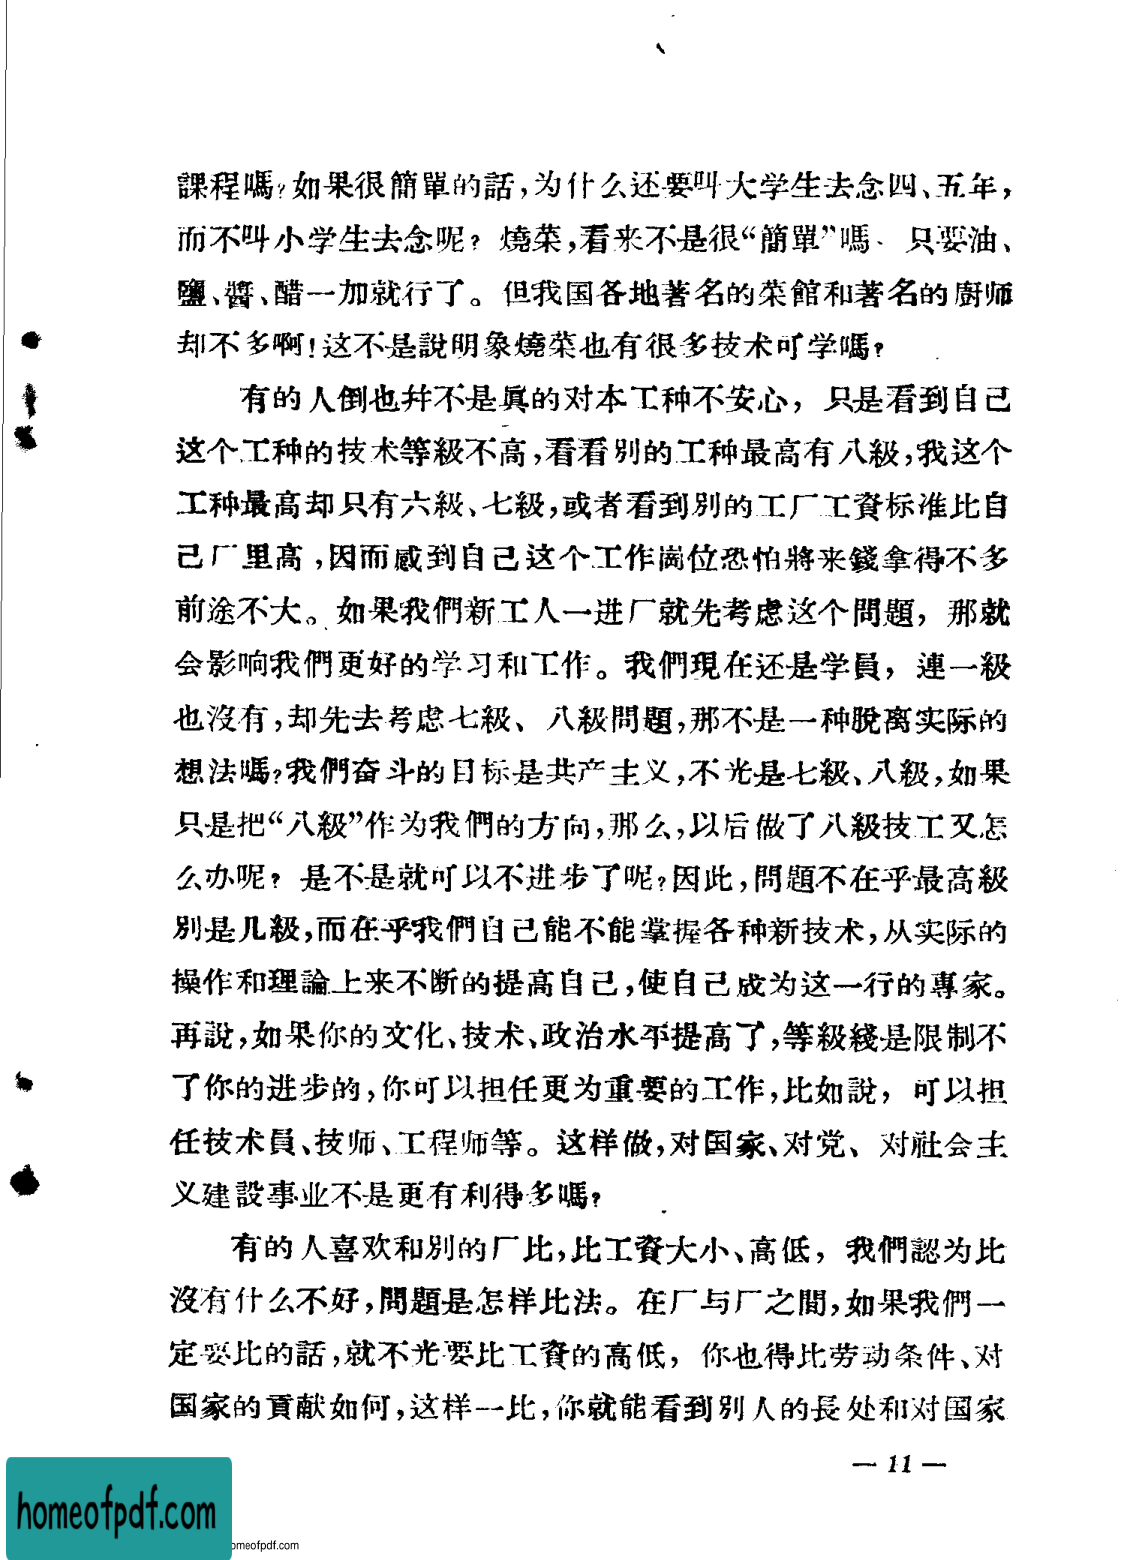 課程嗎?如果很簡單的話,为什么还要叫大学生去念四、五年,
而不叫小学生去念呢?燒菜,看来不是很“簡單”嗎、只要油、
鹽、醬、醋一加就行了。但我国各地著名的菜館和著名的廚师
却不多啊!这不是說明象燒菜也有很多技术可学嗎?
有的人倒也幷不是眞的对本工种不安心,只是看到自己
这个工种的技术等級不高,看看別的工种最高有八級,我这个
工种最高却只有六級、七級,或者看到別的工厂工資标准比自
己厂里高,因而感到自己这个工作崗位恐怕將来錢拿得不多
前途不大。如果我們新工人一进厂就先考虑这个問題,那就
会影响我們更好的学习和工作。我們現在还是学員,連一級
也沒有,却先去考虑七級、八級問題,那不是一种脫离实际的
想法嗎?我們奋斗的目标是共产主义,不光是七級、八級,如果
只是把“八級”作为我們的方向,那么,以后做了八級技工又怎
么办呢?是不是就可以不进步了呢?因此,問題不在乎最高級
別是几級,而在乎我們自己能不能掌握各种新技术,从实际的
操作和理論上来不断的提高自己,使自己成为这一行的專家。
再說,如果你的文化、技术、政治水平提高了,等級綫是限制不
了你的进步的,你可以担任更为重要的工作,比如說,可以担
任技术員、技师、工程师等。这样做,对国家、对党、对社会主
义建設事业不是更有利得多嗎?
有的人喜欢和別的厂比,比工資大小、高低,我們認为比
沒有什么不好,問題是怎样比法。在厂与厂之間,如果我們一
定要比的話,就不光要比工資的高低,你也得比劳动条件、对
国家的貢献如何,这样一比,你就能看到別人的長处和对国家
— 11 —
homeofpdf.com
omeofpdf.com